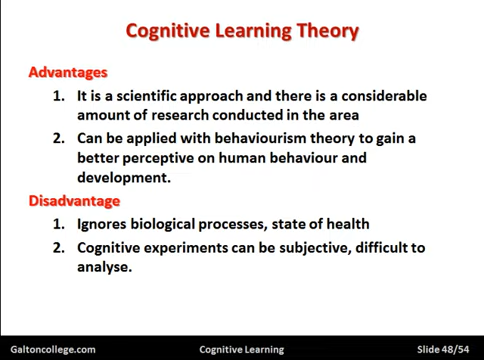 Cognitive Learning Theory
Advantages
1. It is a scientific approach and there is a considerable
amount of research conducted in the area
2. Can be applied with behaviourism theory to gain a
better perceptive on human behaviour and
development.
Disadvantage
1. Ignores biological processes, state of health
2. Cognitive experiments can be subjective, difficult to
analyse.
Galtoncollege.com Cognitive Learning Slide 48/54